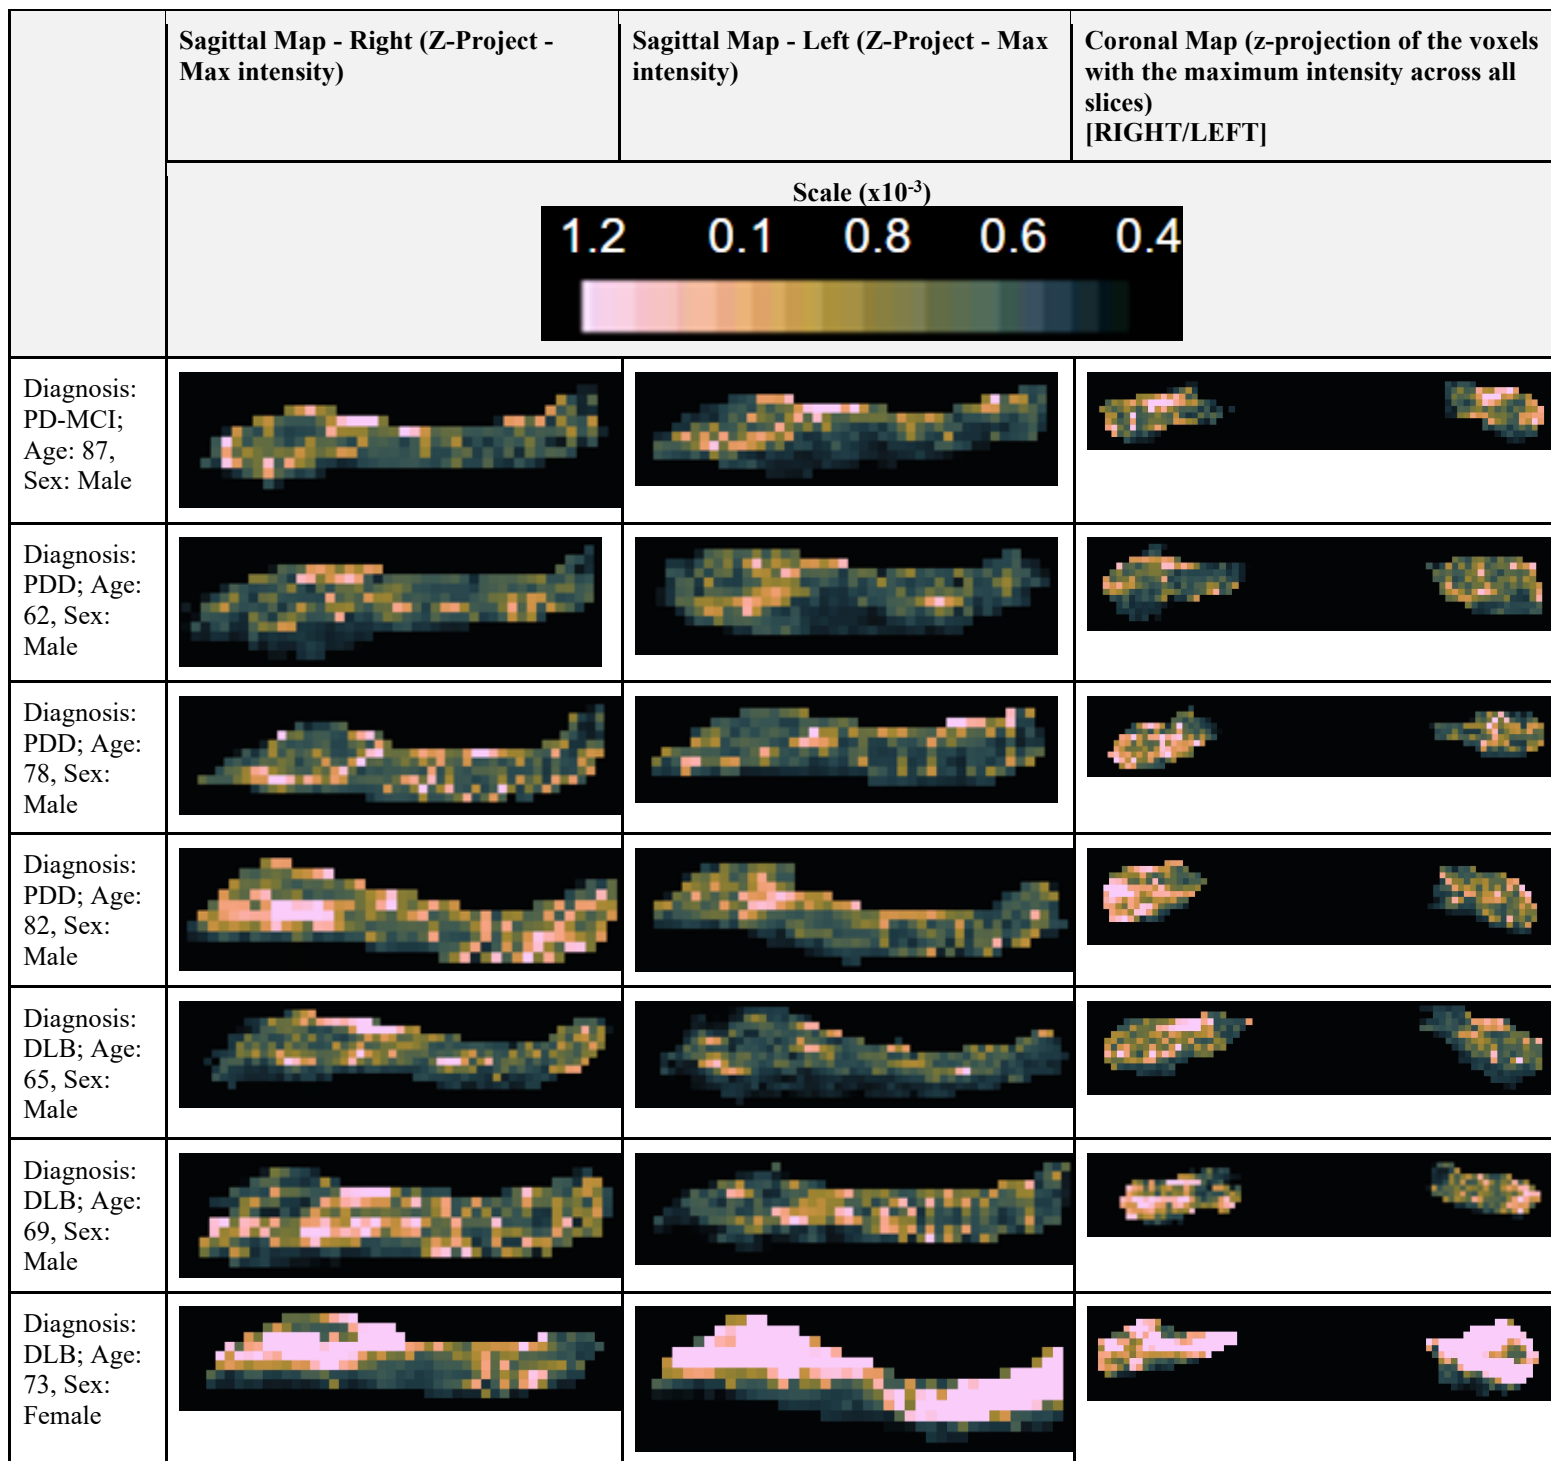 Sagittal Map - Right (Z-Project -
Max intensity)
Sagittal Map - Left (Z-Project - Max
intensity)
Coronal Map (z-projection of the voxels
with the maximum intensity across all
slices)
[RIGHT/LEFT]
Scale (x10⁻³)
1.2 0.1 0.8 0.6 0.4
Diagnosis:
PD-MCI;
Age: 87,
Sex: Male
Diagnosis:
PDD; Age:
62, Sex:
Male
Diagnosis:
PDD; Age:
78, Sex:
Male
Diagnosis:
PDD; Age:
82, Sex:
Male
Diagnosis:
DLB; Age:
65, Sex:
Male
Diagnosis:
DLB; Age:
69, Sex:
Male
Diagnosis:
DLB; Age:
73, Sex:
Female